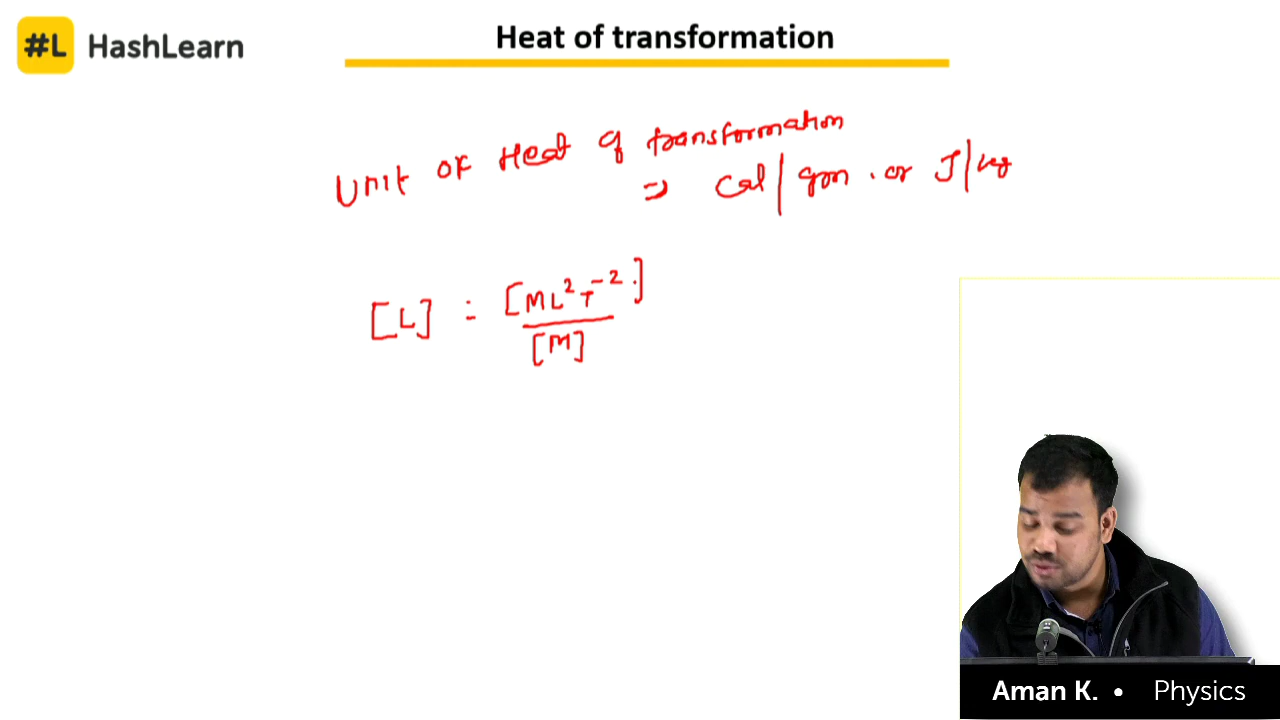 #L HashLearn
Heat of transformation
Unit of Heat of transformation
⇒ Cal/gm. or J/kg
[L] = [ML²T⁻²]
[M]
Aman K. • Physics